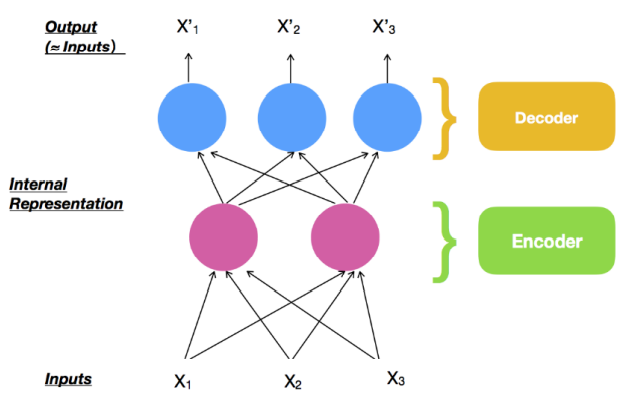 Output
(≈ Inputs)
X'₁ X'₂ X'₃
Decoder
Internal
Representation
Encoder
Inputs
X₁ X₂ X₃